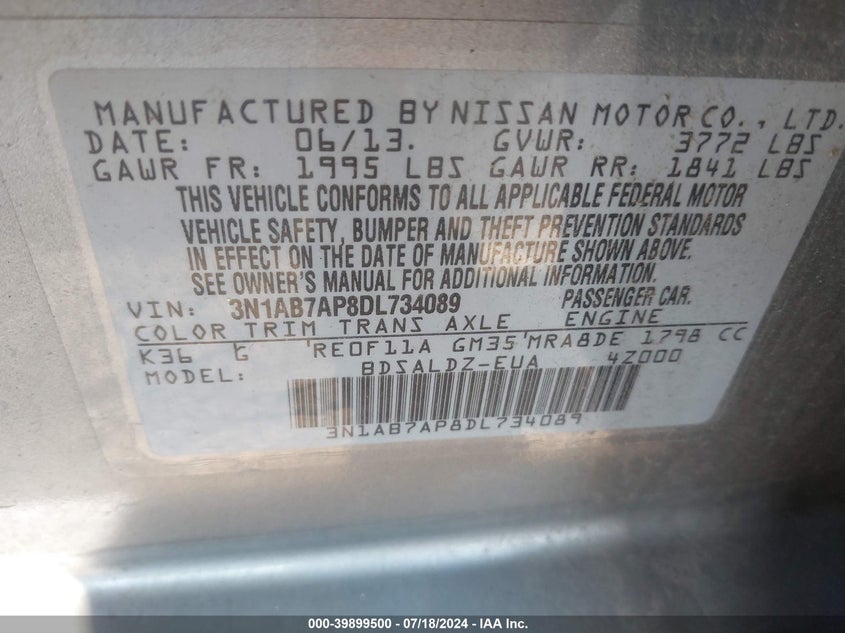 MANUFACTURED BY NISSAN MOTOR CO., LTD.
DATE: 06/13. GVWR: 3772 LBS
GAWR FR: 1995 LBS GAWR RR: 1841 LBS
THIS VEHICLE CONFORMS TO ALL APPLICABLE FEDERAL MOTOR
VEHICLE SAFETY, BUMPER AND THEFT PREVENTION STANDARDS
IN EFFECT ON THE DATE OF MANUFACTURE SHOWN ABOVE.
SEE OWNER'S MANUAL FOR ADDITIONAL INFORMATION.
VIN: 3N1AB7AP8DL734089 PASSENGER CAR.
COLOR TRIM TRANS AXLE ENGINE
K36 G RE0F11A GM35 MRA8DE 1798 CC
MODEL: BDSALDZ-EUA 4Z000
3N1AB7AP8DL734089
000-39899500 / 07/18/2024 - IAA Inc.